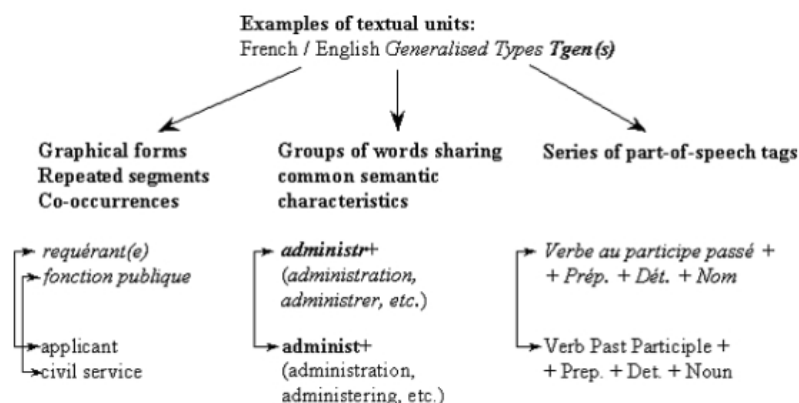 Examples of textual units:
French / English Generalised Types Tgen(s)
Graphical forms
Repeated segments
Co-occurrences
requérant(e)
fonction publique
applicant
civil service
Groups of words sharing
common semantic
characteristics
administr+
(administration,
administrer, etc.)
administ+
(administration,
administering, etc.)
Series of part-of-speech tags
Verbe au participe passé +
+ Prép. + Dét. + Nom
Verb Past Participle +
+ Prep. + Det. + Noun